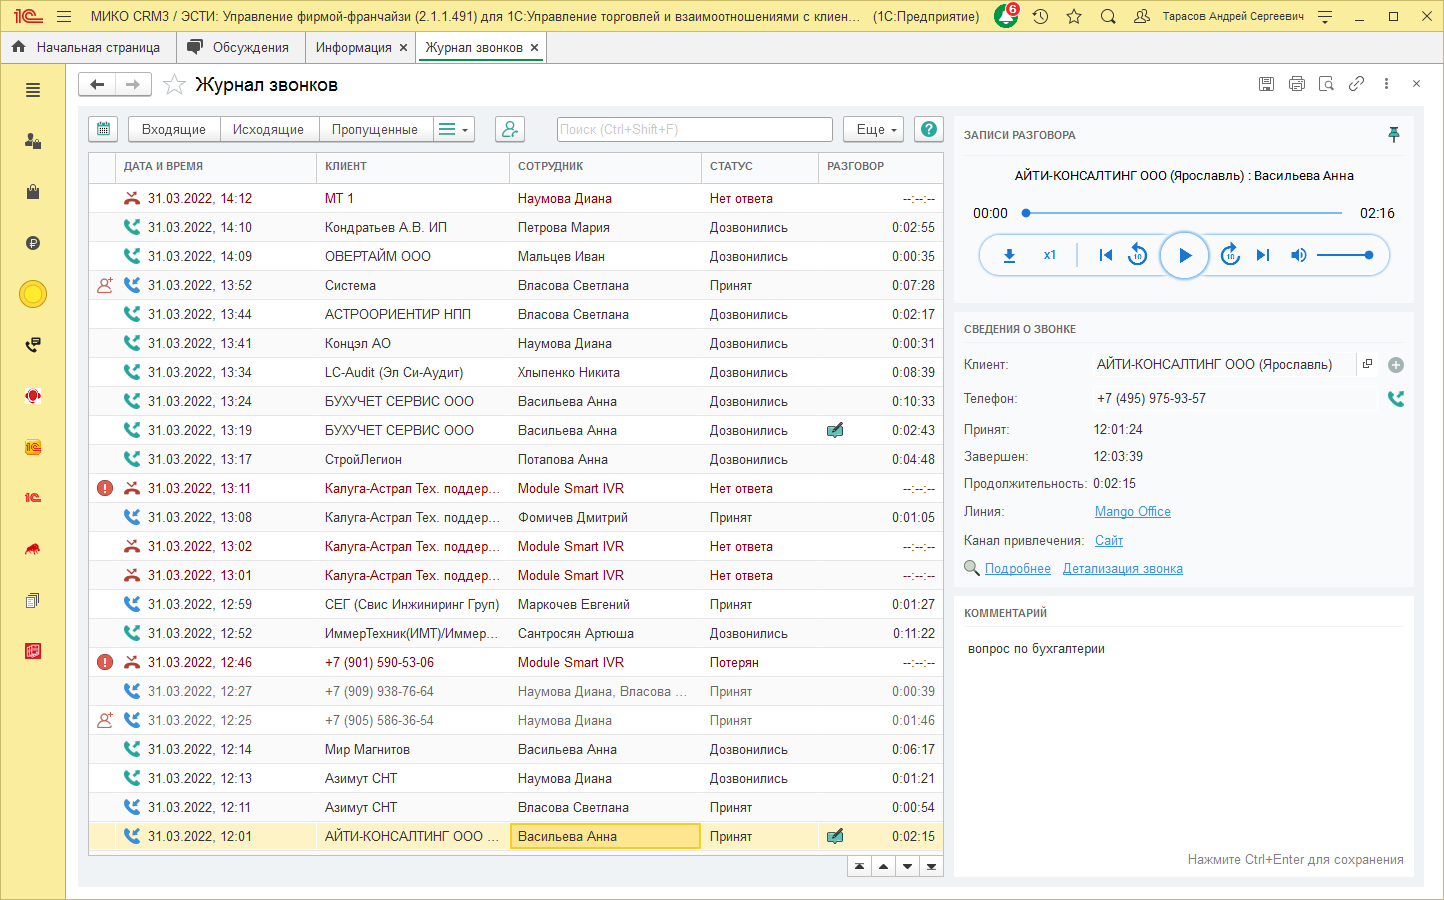 1С МИКО CRM3 / ЭСТИ: Управление фирмой-франчайзи (2.1.1.491) для 1С:Управление торговлей и взаимоотношениями с клиен... (1С:Предприятие) 6 Тарасов Андрей Сергеевич
Начальная страница Обсуждения Информация × Журнал звонков ×
Журнал звонков
Входящие Исходящие Пропущенные Поиск (Ctrl+Shift+F) Еще ?
ДАТА И ВРЕМЯ КЛИЕНТ СОТРУДНИК СТАТУС РАЗГОВОР
31.03.2022, 14:12 МТ 1 Наумова Диана Нет ответа --:--:--
31.03.2022, 14:10 Кондратьев А.В. ИП Петрова Мария Дозвонились 0:02:55
31.03.2022, 14:09 ОВЕРТАЙМ ООО Мальцев Иван Дозвонились 0:00:35
31.03.2022, 13:52 Система Власова Светлана Принят 0:07:28
31.03.2022, 13:44 АСТРООРИЕНТИР НПП Власова Светлана Дозвонились 0:02:17
31.03.2022, 13:41 Концэл АО Наумова Диана Дозвонились 0:00:31
31.03.2022, 13:34 LC-Audit (Эл Си-Аудит) Хлыпенко Никита Дозвонились 0:08:39
31.03.2022, 13:24 БУХУЧЕТ СЕРВИС ООО Васильева Анна Дозвонились 0:10:33
31.03.2022, 13:19 БУХУЧЕТ СЕРВИС ООО Васильева Анна Дозвонились 0:02:43
31.03.2022, 13:17 СтройЛегион Потапова Анна Дозвонились 0:04:48
31.03.2022, 13:11 Калуга-Астрал Тех. поддер... Module Smart IVR Нет ответа --:--:--
31.03.2022, 13:08 Калуга-Астрал Тех. поддер... Фомичев Дмитрий Принят 0:01:05
31.03.2022, 13:02 Калуга-Астрал Тех. поддер... Module Smart IVR Нет ответа --:--:--
31.03.2022, 13:01 Калуга-Астрал Тех. поддер... Module Smart IVR Нет ответа --:--:--
31.03.2022, 12:59 СЕГ (Свис Инжиниринг Груп) Маркочев Евгений Принят 0:01:27
31.03.2022, 12:52 ИммерТехник(ИМТ)/Иммер... Сантросян Артюша Дозвонились 0:11:22
31.03.2022, 12:46 +7 (901) 590-53-06 Module Smart IVR Потерян --:--:--
31.03.2022, 12:27 +7 (909) 938-76-64 Наумова Диана, Власова ... Принят 0:00:39
31.03.2022, 12:25 +7 (905) 586-36-54 Наумова Диана Принят 0:01:46
31.03.2022, 12:14 Мир Магнитов Васильева Анна Дозвонились 0:06:17
31.03.2022, 12:13 Азимут СНТ Наумова Диана Дозвонились 0:01:21
31.03.2022, 12:11 Азимут СНТ Власова Светлана Принят 0:00:54
31.03.2022, 12:01 АЙТИ-КОНСАЛТИНГ ООО ... Васильева Анна Принят 0:02:15
ЗАПИСИ РАЗГОВОРА
АЙТИ-КОНСАЛТИНГ ООО (Ярославль) : Васильева Анна
00:00 02:16
x1 10 10
СВЕДЕНИЯ О ЗВОНКЕ
Клиент: АЙТИ-КОНСАЛТИНГ ООО (Ярославль)
Телефон: +7 (495) 975-93-57
Принят: 12:01:24
Завершен: 12:03:39
Продолжительность: 0:02:15
Линия: Mango Office
Канал привлечения: Сайт
Подробнее Детализация звонка
КОММЕНТАРИЙ
вопрос по бухгалтерии
Нажмите Ctrl+Enter для сохранения